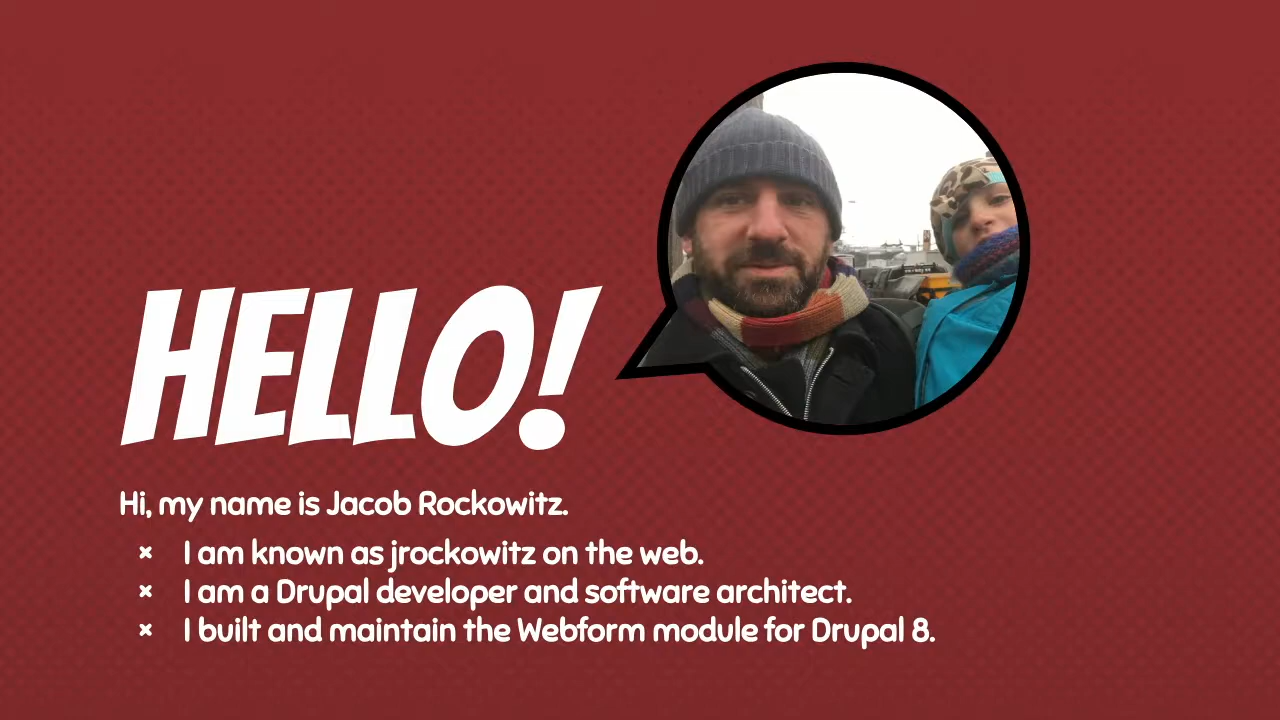 HELLO!
Hi, my name is Jacob Rockowitz.
× I am known as jrockowitz on the web.
× I am a Drupal developer and software architect.
× I built and maintain the Webform module for Drupal 8.